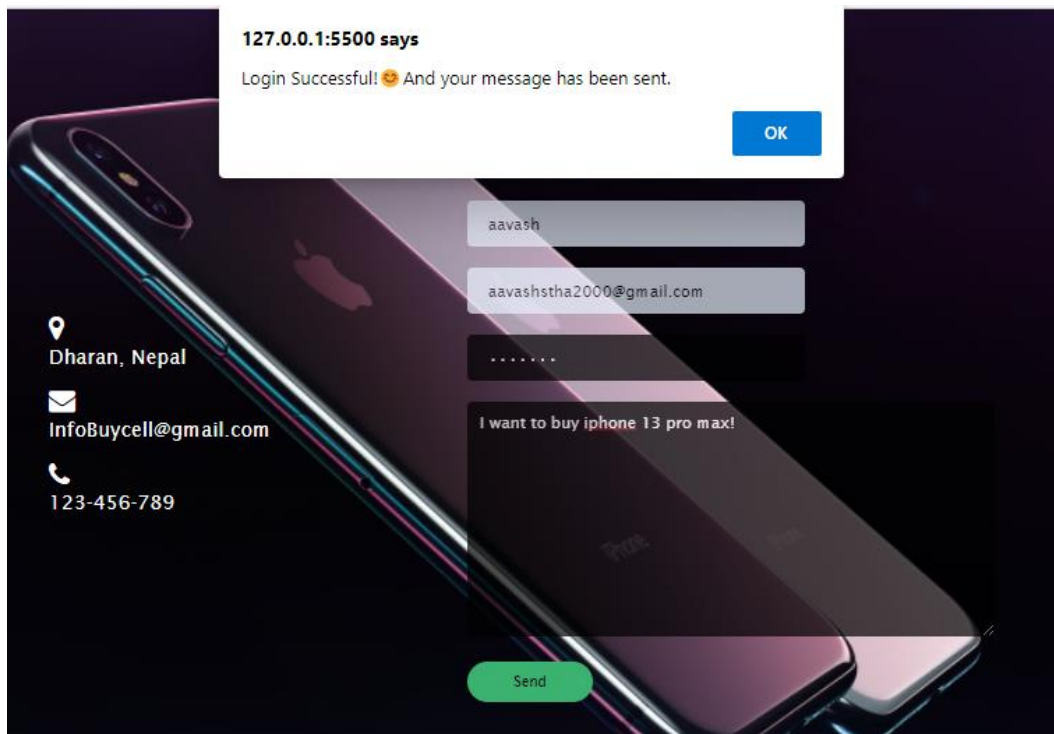 127.0.0.1:5500 says
Login Successful!😊 And your message has been sent.
OK
aavash
aavashstha2000@gmail.com
·······
Dharan, Nepal
InfoBuycell@gmail.com
123-456-789
I want to buy iphone 13 pro max!
iPhone
Send